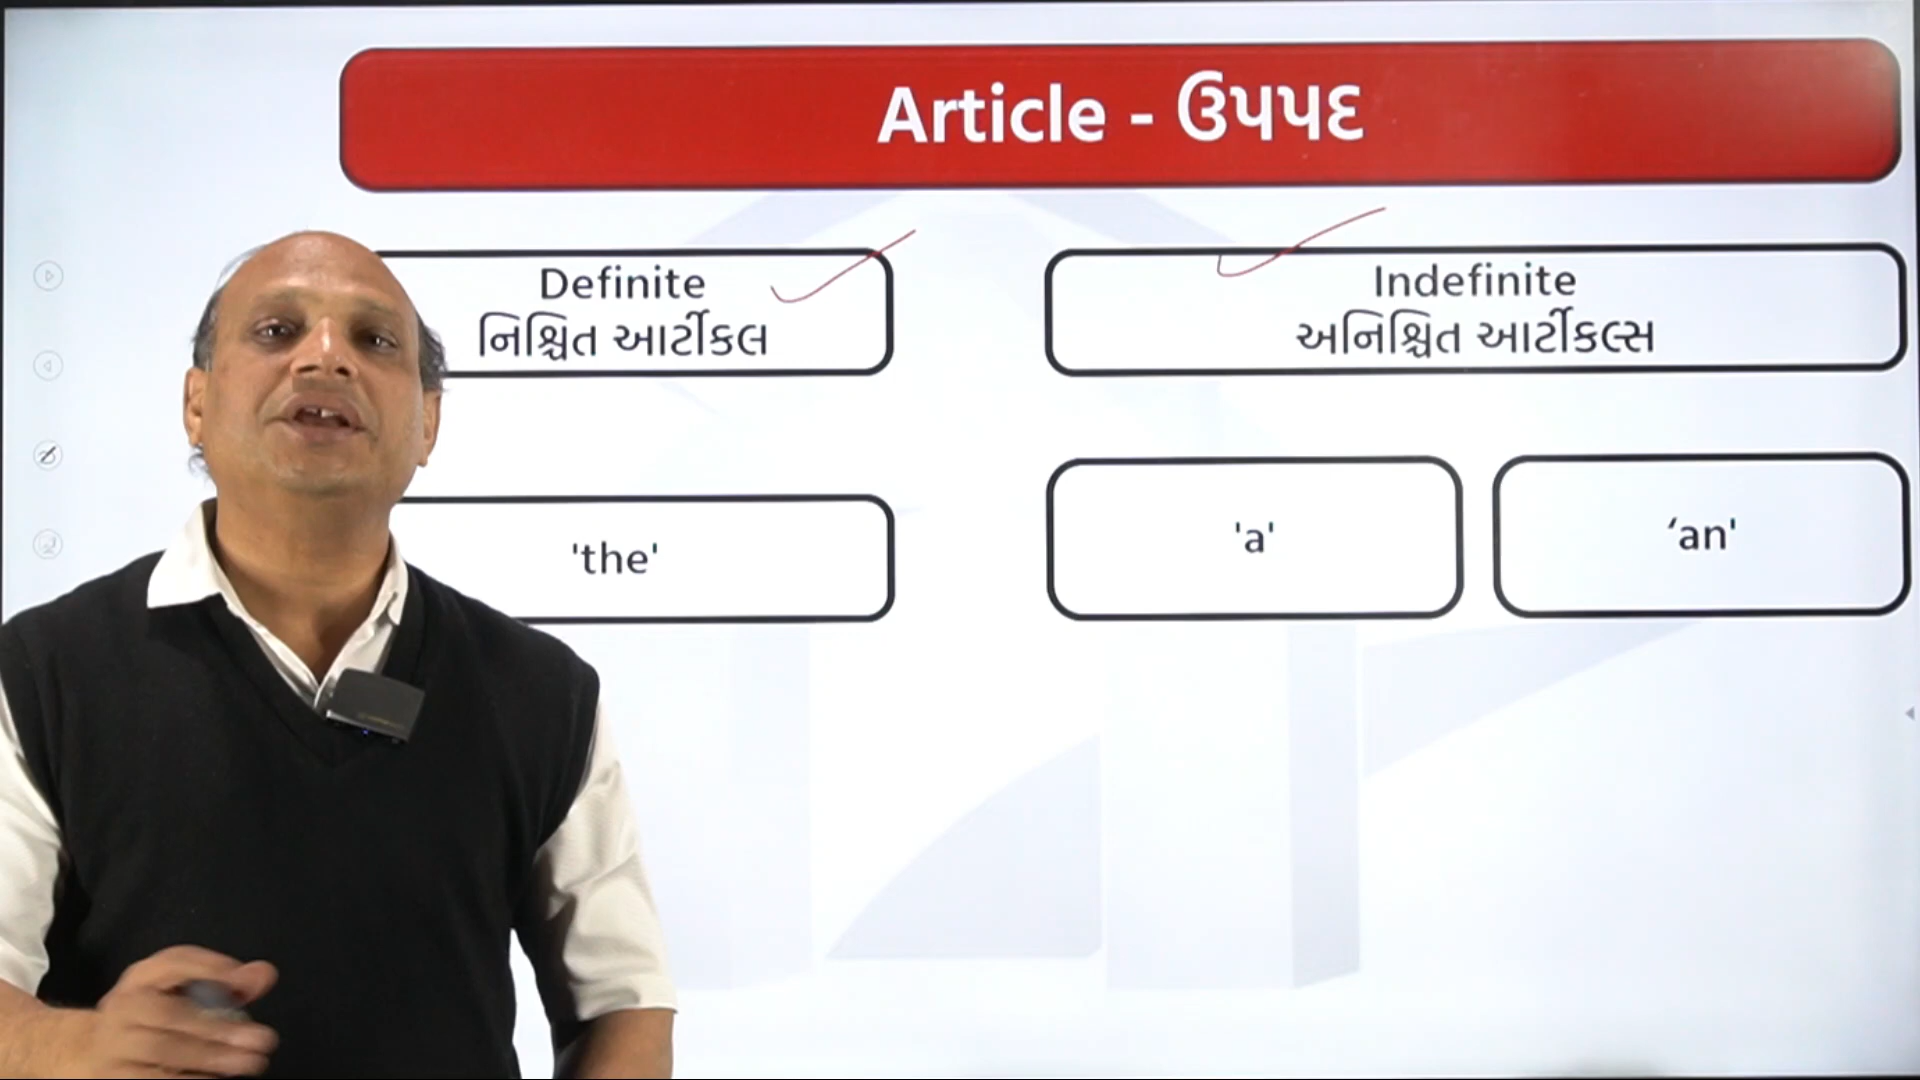 Article - ઉપપદ
Definite
નિશ્ચિત આર્ટીકલ
Indefinite
અનિશ્ચિત આર્ટીકલ્સ
'the'
'a'
‘an'